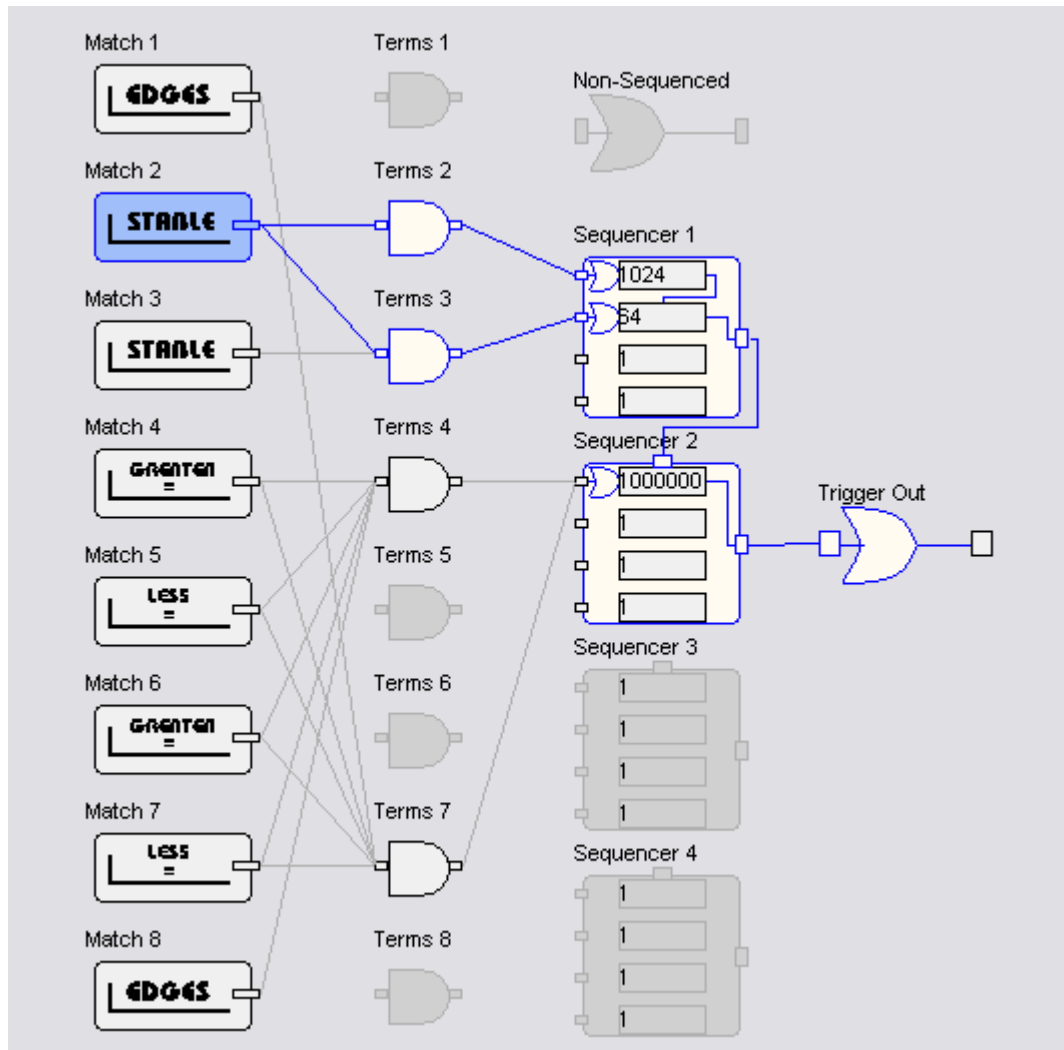 Match 1
EDGES
Match 2
STABLE
Match 3
STABLE
Match 4
GREATER
=
Match 5
LESS
=
Match 6
GREATER
=
Match 7
LESS
=
Match 8
EDGES
Terms 1
Terms 2
Terms 3
Terms 4
Terms 5
Terms 6
Terms 7
Terms 8
Non-Sequenced
Sequencer 1
1024
64
1
1
Sequencer 2
1000000
1
1
1
Sequencer 3
1
1
1
1
Sequencer 4
1
1
1
1
Trigger Out